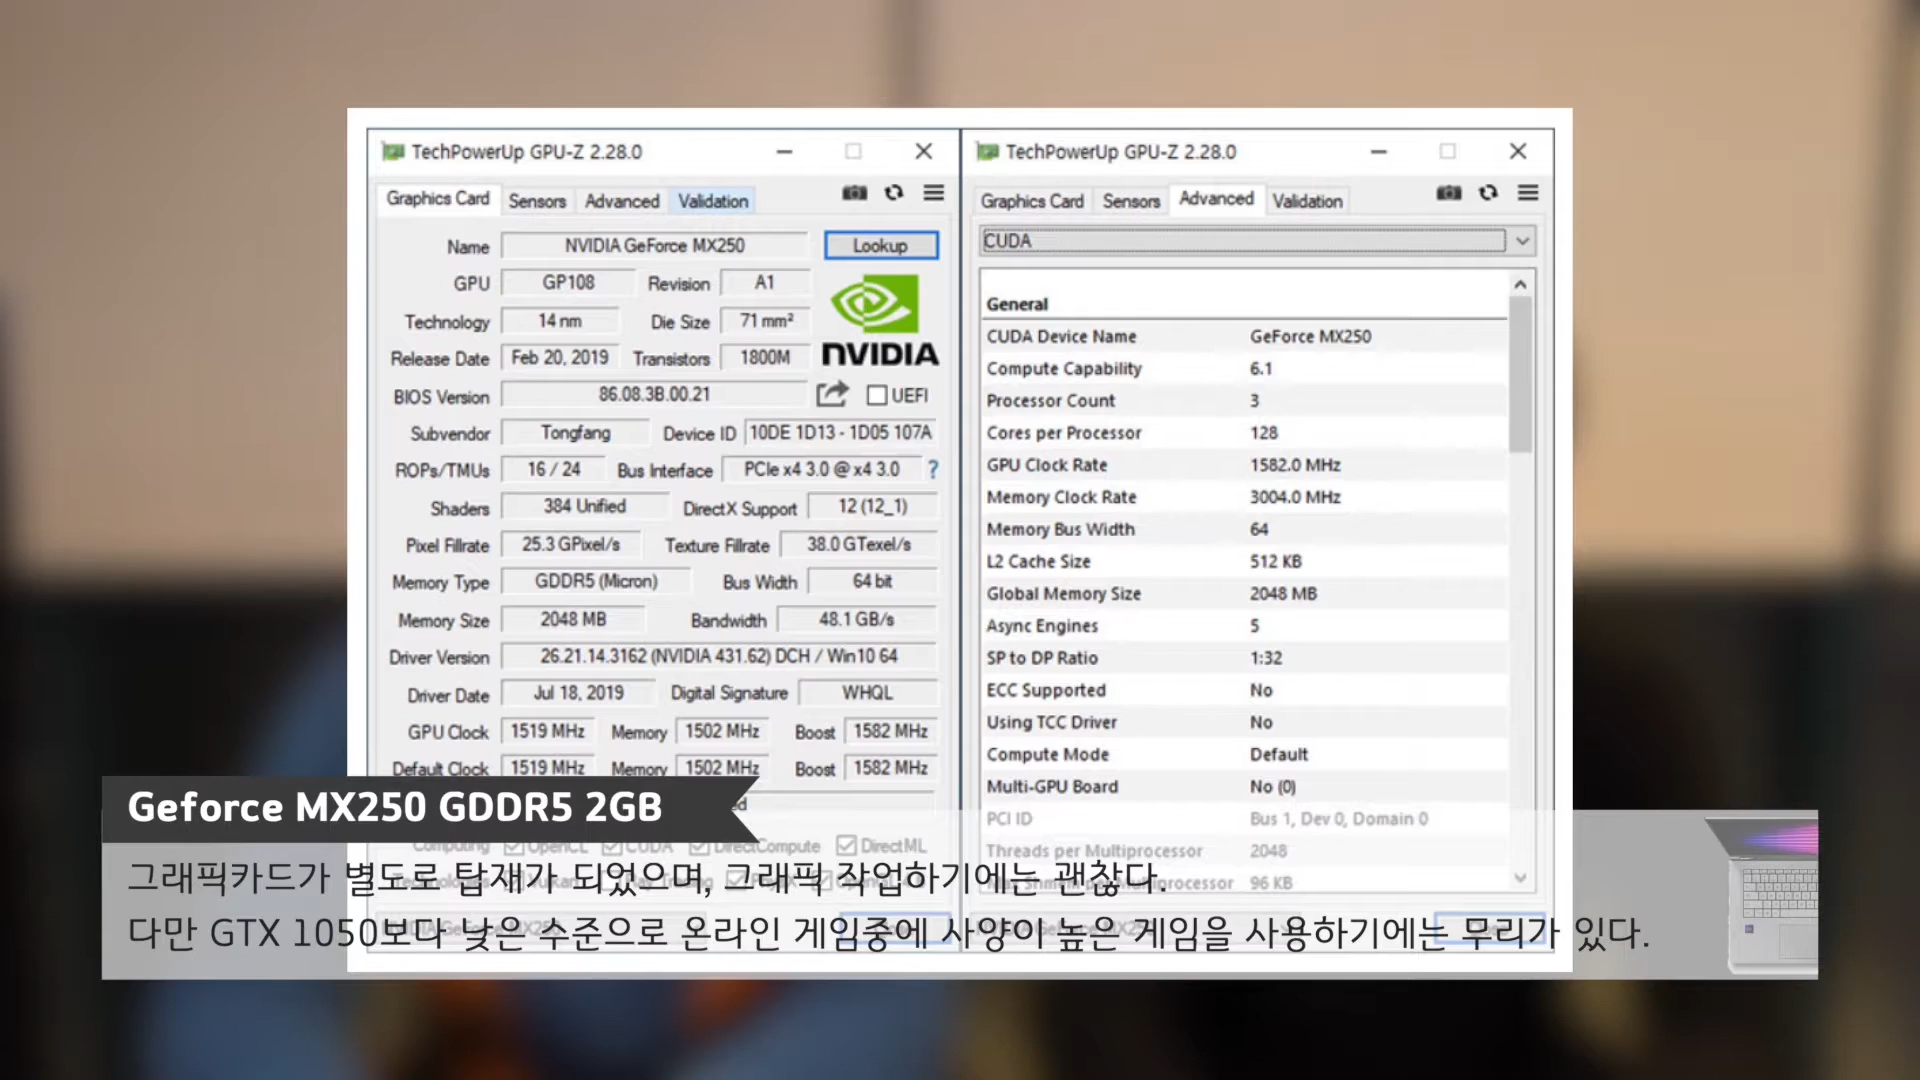 TechPowerUp GPU-Z 2.28.0
Graphics Card Sensors Advanced Validation
Name NVIDIA GeForce MX250 Lookup
GPU GP108 Revision A1
Technology 14 nm Die Size 71 mm²
Release Date Feb 20, 2019 Transistors 1800M
NVIDIA
BIOS Version 86.08.3B.00.21 UEFI
Subvendor Tongfang Device ID 10DE 1D13 - 1D05 107A
ROPs/TMUs 16 / 24 Bus Interface PCIe x4 3.0 @ x4 3.0 ?
Shaders 384 Unified DirectX Support 12 (12_1)
Pixel Fillrate 25.3 GPixel/s Texture Fillrate 38.0 GTexel/s
Memory Type GDDR5 (Micron) Bus Width 64 bit
Memory Size 2048 MB Bandwidth 48.1 GB/s
Driver Version 26.21.14.3162 (NVIDIA 431.62) DCH / Win10 64
Driver Date Jul 18, 2019 Digital Signature WHQL
GPU Clock 1519 MHz Memory 1502 MHz Boost 1582 MHz
Default Clock 1519 MHz Memory 1502 MHz Boost 1582 MHz
Computing OpenCL CUDA DirectCompute DirectML
TechPowerUp GPU-Z 2.28.0
Graphics Card Sensors Advanced Validation
CUDA
General
CUDA Device Name GeForce MX250
Compute Capability 6.1
Processor Count 3
Cores per Processor 128
GPU Clock Rate 1582.0 MHz
Memory Clock Rate 3004.0 MHz
Memory Bus Width 64
L2 Cache Size 512 KB
Global Memory Size 2048 MB
Async Engines 5
SP to DP Ratio 1:32
ECC Supported No
Using TCC Driver No
Compute Mode Default
Multi-GPU Board No (0)
PCI ID Bus 1, Dev 0, Domain 0
Threads per Multiprocessor 2048
96 KB
Geforce MX250 GDDR5 2GB
그래픽카드가 별도로 탑재가 되었으며, 그래픽 작업하기에는 괜찮다.
다만 GTX 1050보다 낮은 수준으로 온라인 게임중에 사양이 높은 게임을 사용하기에는 무리가 있다.